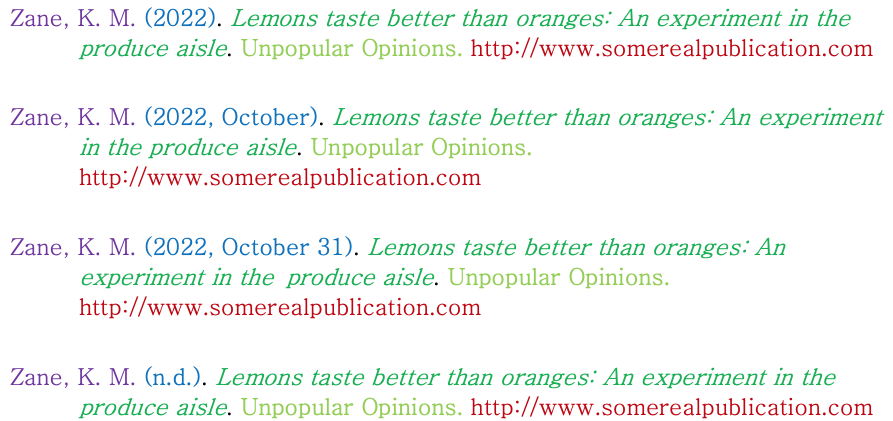 Zane, K. M. (2022). Lemons taste better than oranges: An experiment in the
produce aisle. Unpopular Opinions. http://www.somerealpublication.com
Zane, K. M. (2022, October). Lemons taste better than oranges: An experiment
in the produce aisle. Unpopular Opinions.
http://www.somerealpublication.com
Zane, K. M. (2022, October 31). Lemons taste better than oranges: An
experiment in the produce aisle. Unpopular Opinions.
http://www.somerealpublication.com
Zane, K. M. (n.d.). Lemons taste better than oranges: An experiment in the
produce aisle. Unpopular Opinions. http://www.somerealpublication.com